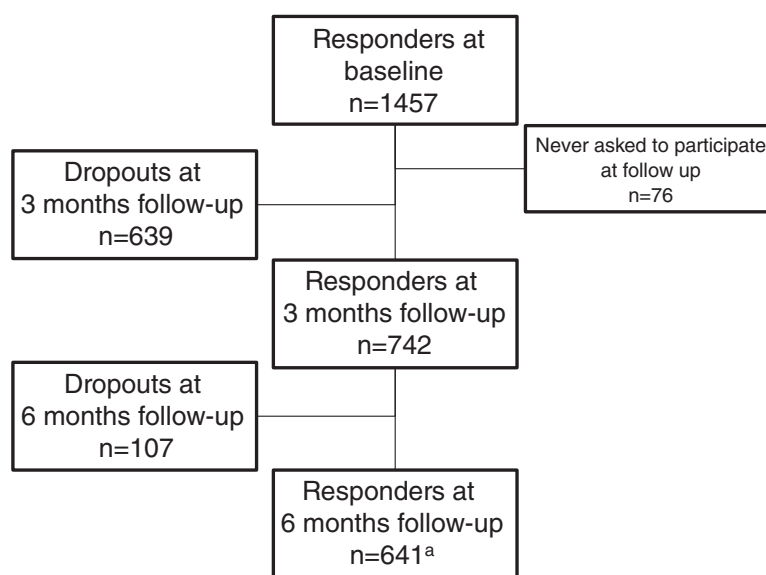 Responders at
baseline
n=1457
Never asked to participate
at follow up
n=76
Dropouts at
3 months follow-up
n=639
Responders at
3 months follow-up
n=742
Dropouts at
6 months follow-up
n=107
Responders at
6 months follow-up
n=641ᵃ